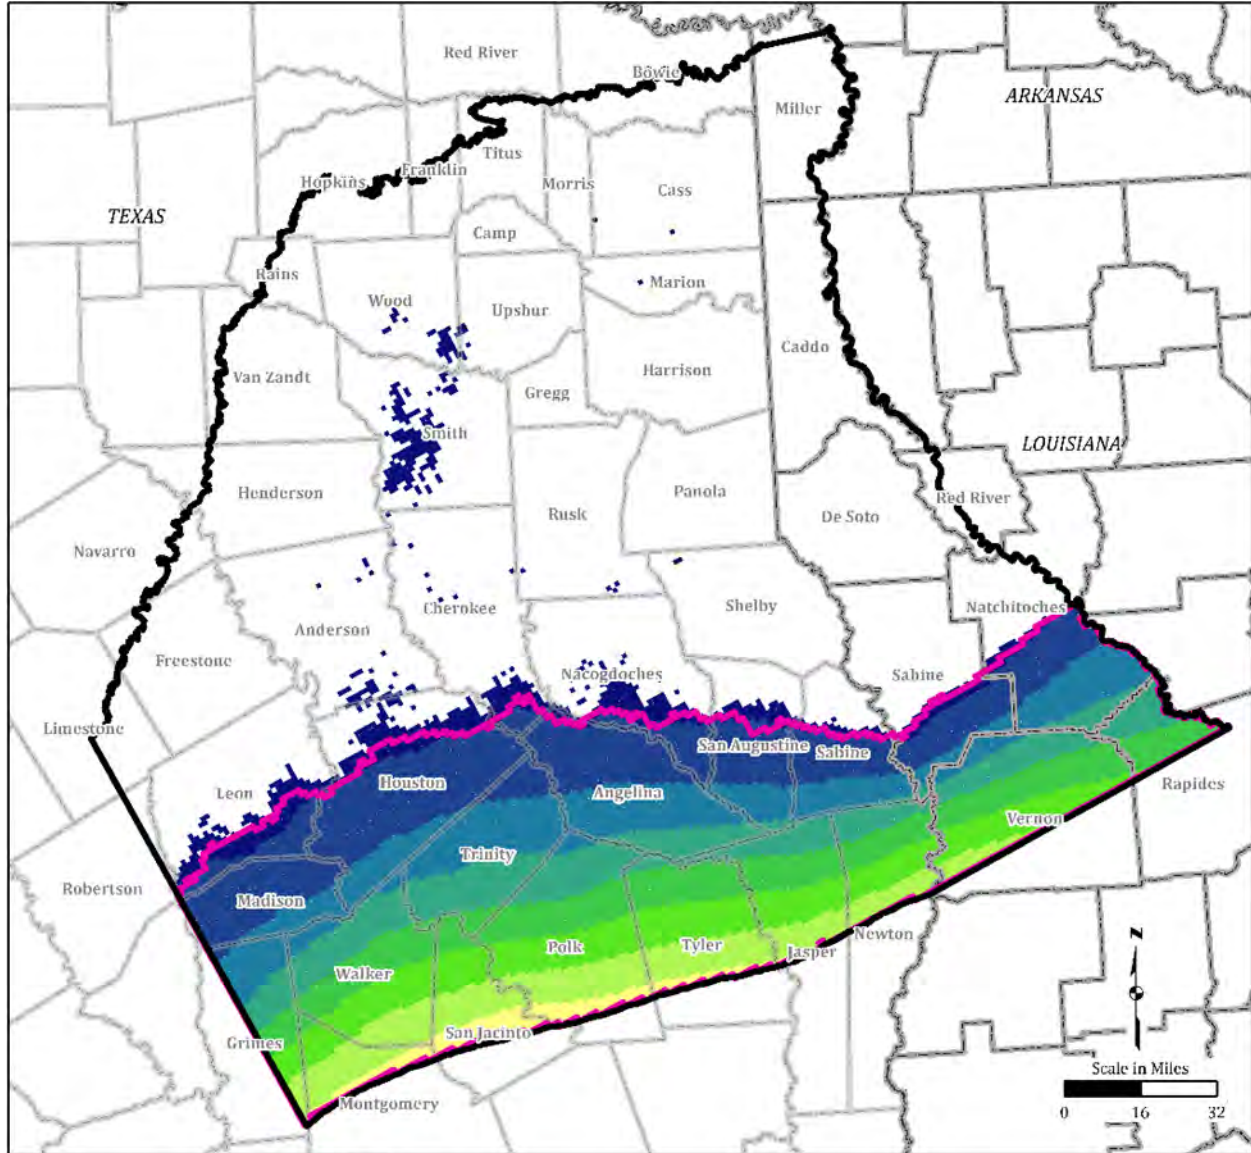 Red River
Bowie
Miller
ARKANSAS
Titus
Franklin
Hopkins
Morris
Cass
TEXAS
Camp
Rains
Marion
Wood
Upshur
Caddo
Harrison
Van Zandt
Gregg
Smith
LOUISIANA
Henderson
Panola
Red River
Rusk
De Soto
Navarro
Cherokee
Shelby
Natchitoches
Anderson
Freestone
Nacogdoches
Sabine
Limestone
San Augustine
Sabine
Houston
Angelina
Leon
Rapides
Vernon
Trinity
Robertson
Madison
Newton
Polk
Tyler
Jasper
Walker
N
San Jacinto
Grimes
Scale in Miles
Montgomery
0 16 32